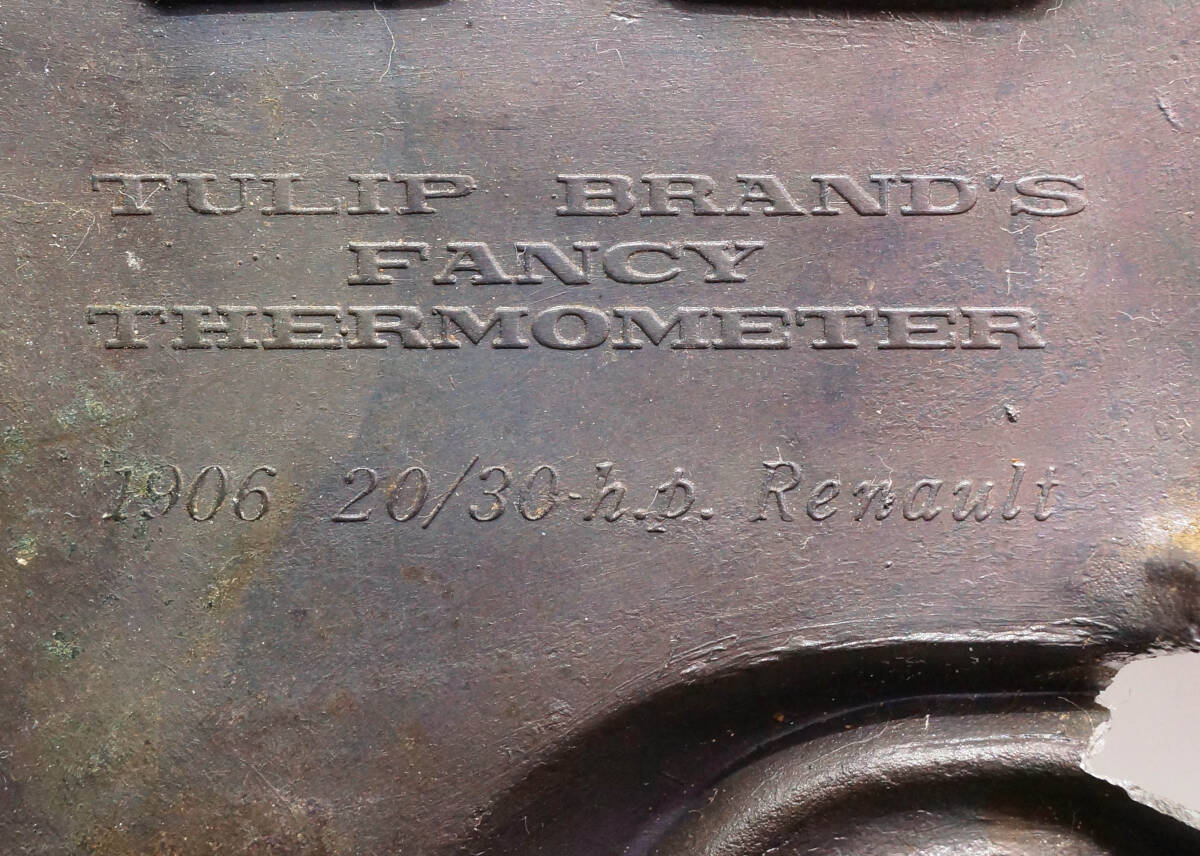 TULIP BRAND'S
FANCY
THERMOMETER
1906 20/30-h.p. Renault